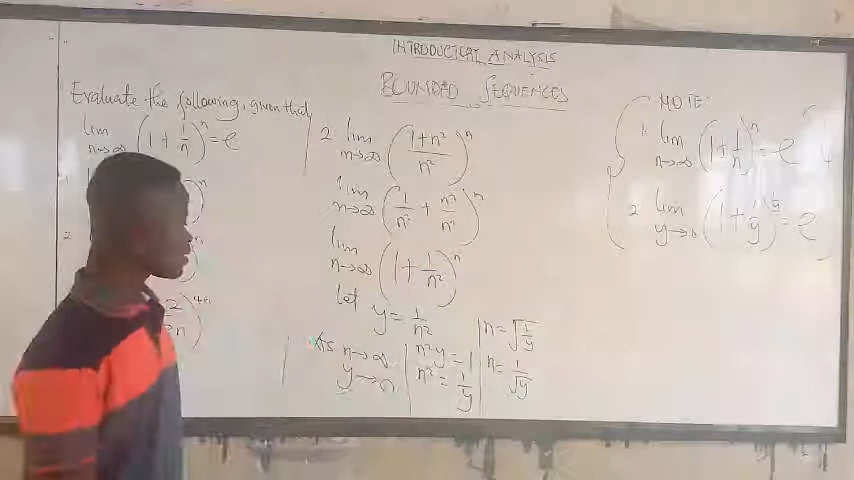 INTRODUCTORY ANALYSIS
BOUNDED SEQUENCES
Evaluate the following, given that
lim n→∞ (1 + 1/n)^n = e
1
2
2 lim n→∞ ((1+n²)/n²)^n
lim n→∞ (1/n² + n²/n²)^n
lim n→∞ (1 + 1/n²)^n
let y = 1/n²
As n→∞
y→0
n²y = 1
n² = 1/y
n = √(1/y)
n = 1/√y
NOTE:
1. lim n→∞ (1 + 1/n)^n = e
2 lim